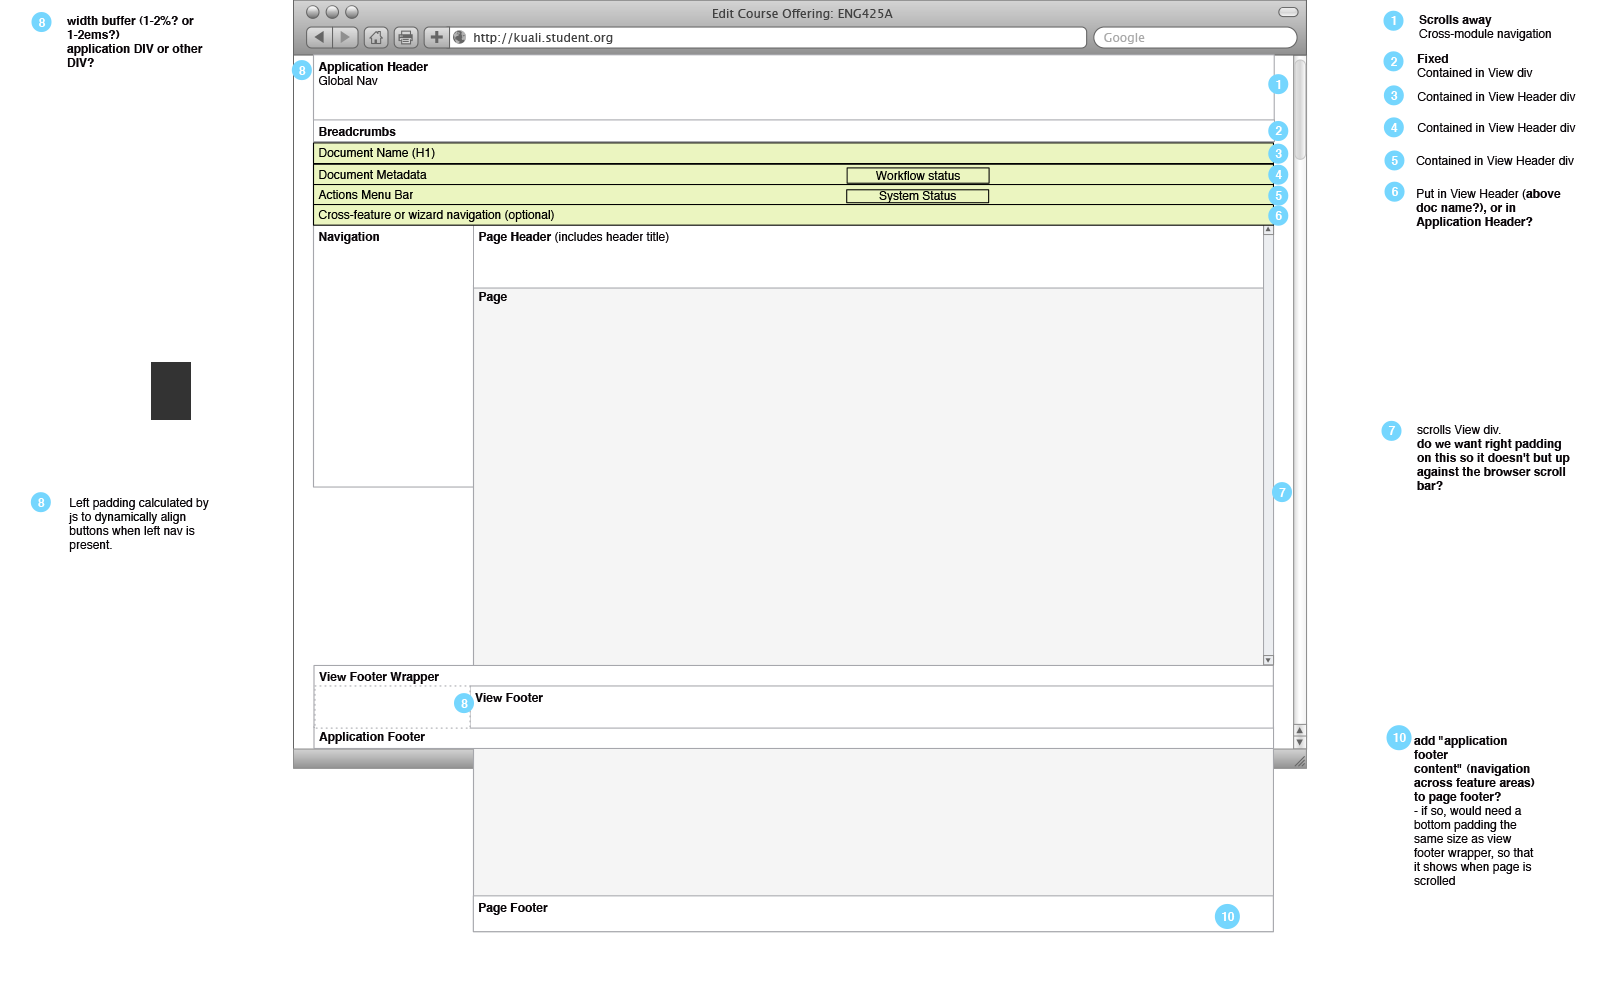 8
width buffer (1-2%? or
1-2ems?)
application DIV or other
DIV?
Edit Course Offering: ENG425A
http://kuali.student.org
Google
8
Application Header
Global Nav
1
Breadcrumbs
2
Document Name (H1)
3
Document Metadata
Workflow status
4
Actions Menu Bar
System Status
5
Cross-feature or wizard navigation (optional)
6
Navigation
Page Header (includes header title)
Page
7
View Footer Wrapper
8
View Footer
Application Footer
Page Footer
10
8
Left padding calculated by
js to dynamically align
buttons when left nav is
present.
1
Scrolls away
Cross-module navigation
2
Fixed
Contained in View div
3
Contained in View Header div
4
Contained in View Header div
5
Contained in View Header div
6
Put in View Header (above
doc name?), or in
Application Header?
7
scrolls View div.
do we want right padding
on this so it doesn't but up
against the browser scroll
bar?
10
add "application
footer
content" (navigation
across feature areas)
to page footer?
- if so, would need a
bottom padding the
same size as view
footer wrapper, so that
it shows when page is
scrolled